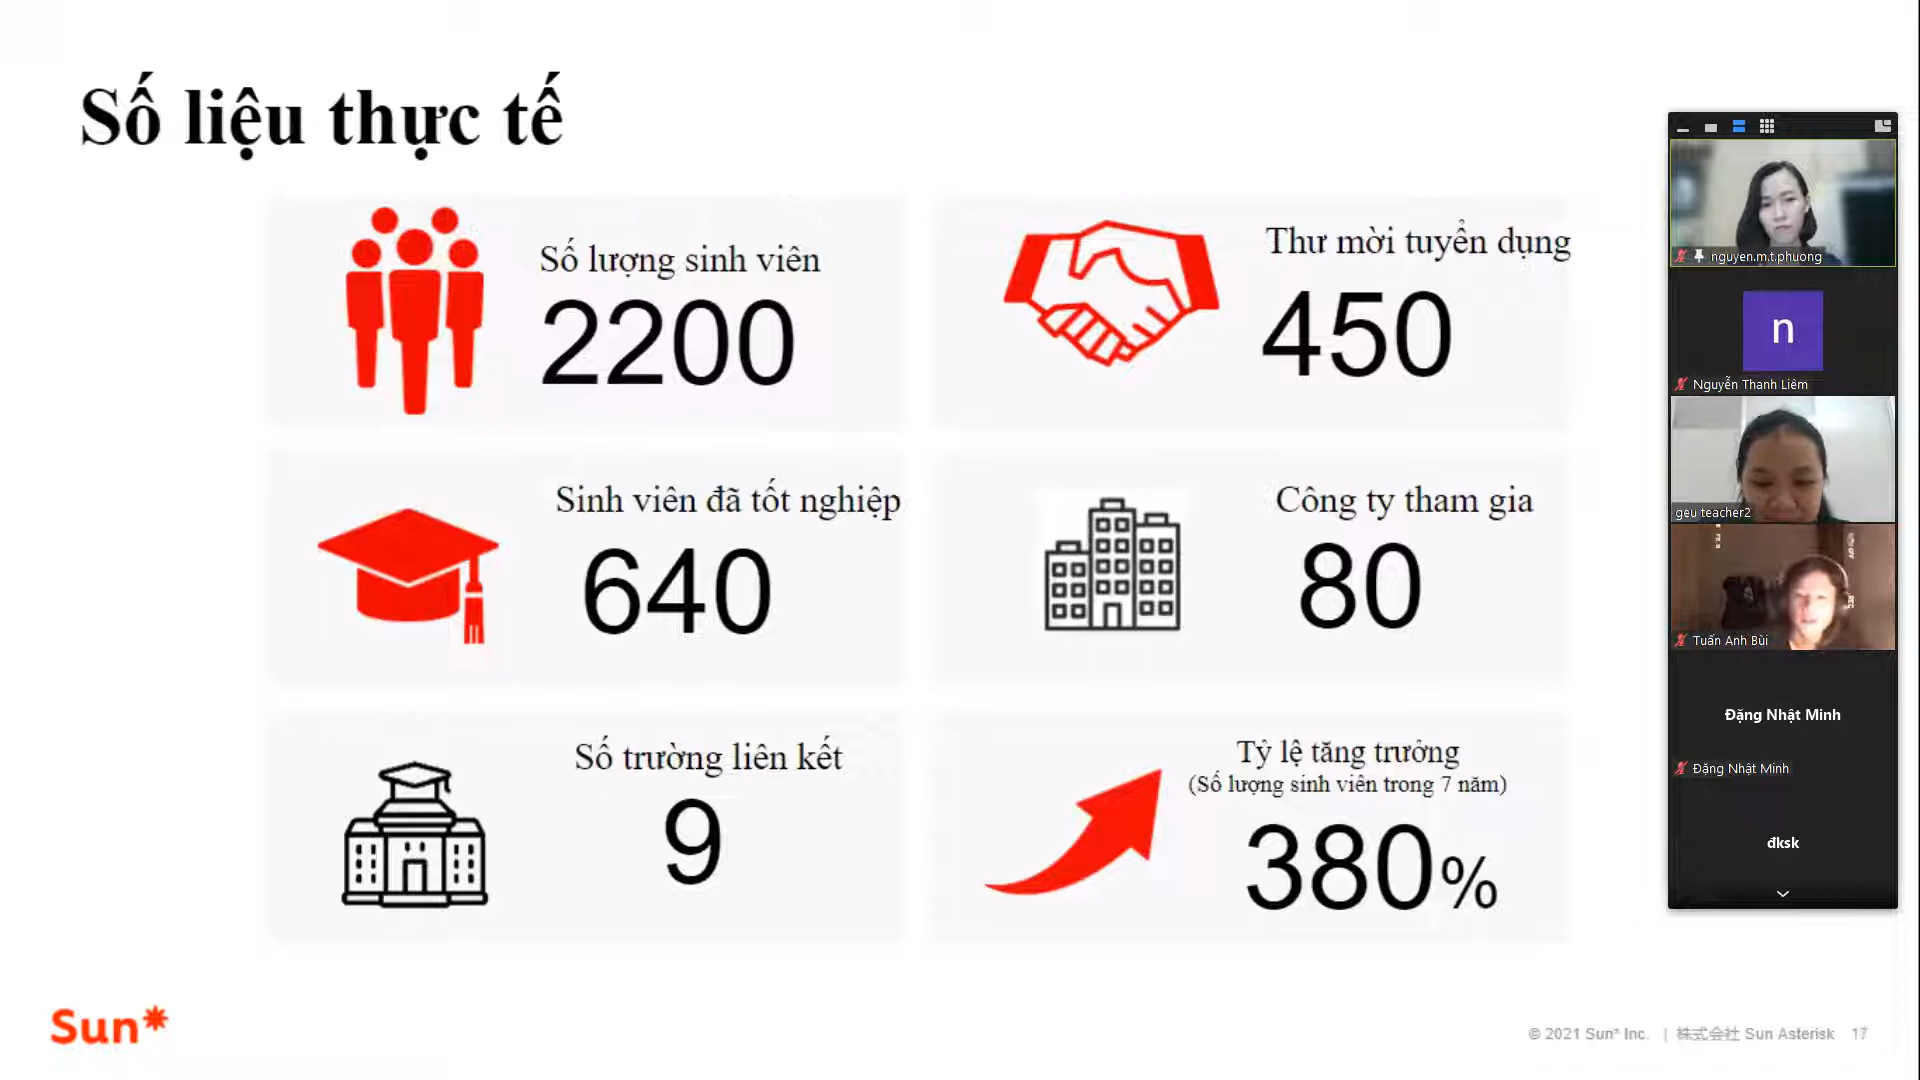 Số liệu thực tế
Số lượng sinh viên
2200
Thư mời tuyển dụng
450
Sinh viên đã tốt nghiệp
640
Công ty tham gia
80
Số trường liên kết
9
Tỷ lệ tăng trưởng
(Số lượng sinh viên trong 7 năm)
380%
Sun*
© 2021 Sun* Inc. | 株式会社 Sun Asterisk 17
nguyen.m.t.phuong
n
Nguyễn Thanh Liêm
geu teacher2
Tuấn Anh Bùi
Đặng Nhật Minh
Đặng Nhật Minh
đksk